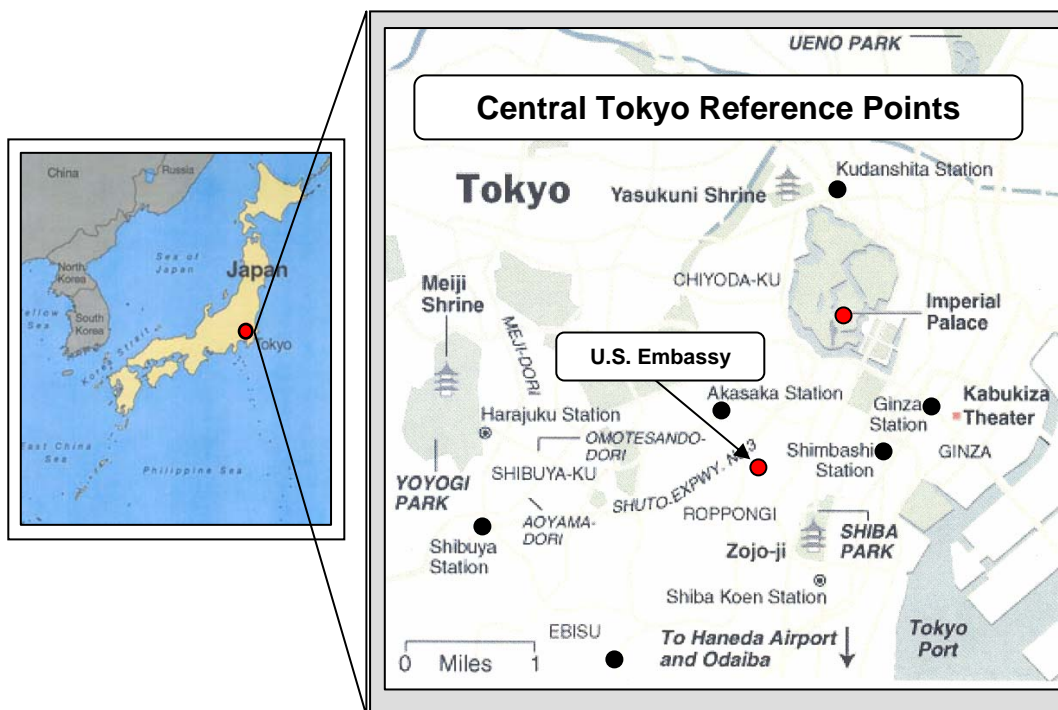 Central Tokyo Reference Points
UENO PARK
Kudanshita Station
Tokyo
Yasukuni Shrine
CHIYODA-KU
Meiji
Shrine
Imperial
Palace
MEJI-DORI
U.S. Embassy
Akasaka Station
Ginza
Station
Kabukiza
Theater
Harajuku Station
OMOTESANDO-
DORI
Shimbashi
Station
GINZA
SHIBUYA-KU
SHUTO-EXPWY. NO.3
YOYOGI
PARK
AOYAMA-
DORI
ROPPONGI
SHIBA
PARK
Zojo-ji
Shibuya
Station
Shiba Koen Station
EBISU
To Haneda Airport
and Odaiba
Tokyo
Port
0 Miles 1
China
Russia
Sea of
Japan
Japan
North
Korea
South
Korea
Yellow
Sea
Korea Strait
Tokyo
East China
Sea
Philippine Sea